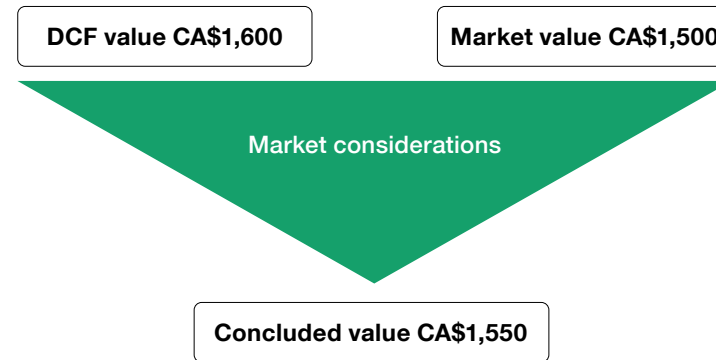 DCF value CA$1,600
Market value CA$1,500
Market considerations
Concluded value CA$1,550